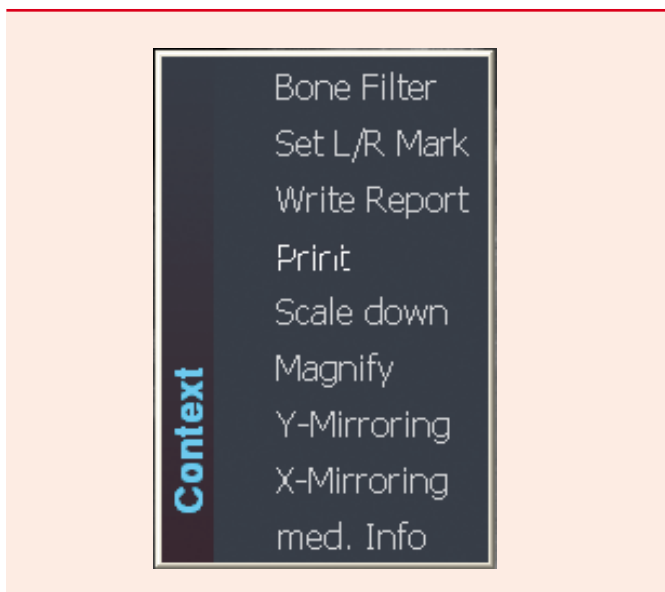 Bone Filter
Set L/R Mark
Write Report
Print
Scale down
Magnify
Y-Mirroring
X-Mirroring
med. Info
Context